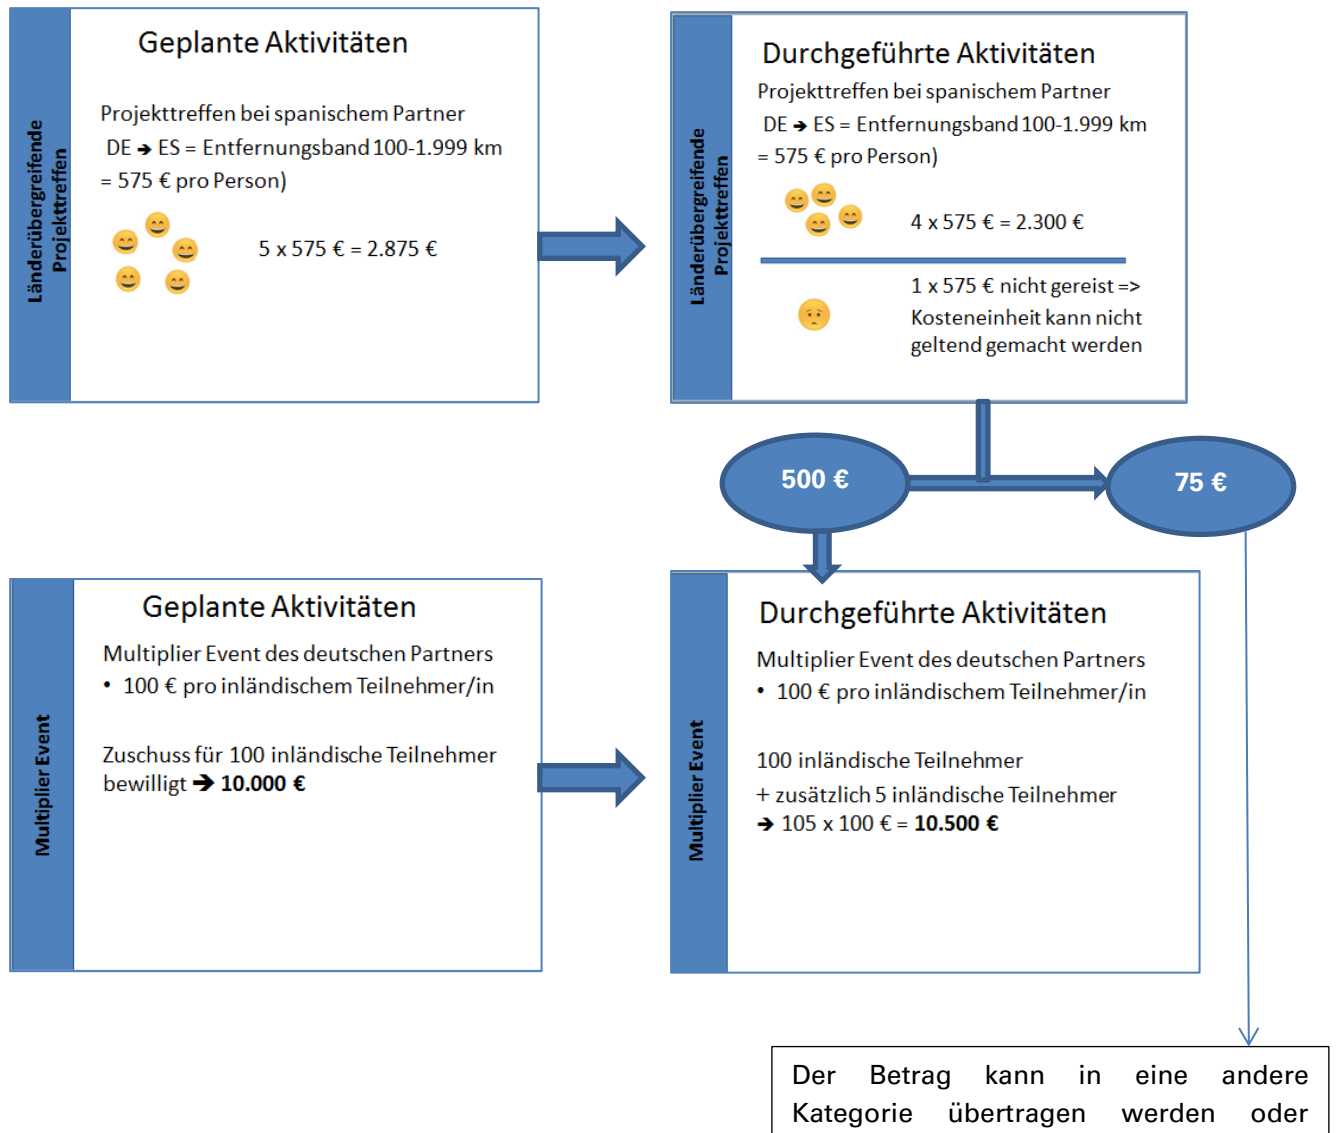 Länderübergreifende
Projekttreffen
Geplante Aktivitäten
Projekttreffen bei spanischem Partner
DE ➔ ES = Entfernungsband 100-1.999 km
= 575 € pro Person)
5 x 575 € = 2.875 €
Länderübergreifende
Projekttreffen
Durchgeführte Aktivitäten
Projekttreffen bei spanischem Partner
DE ➔ ES = Entfernungsband 100-1.999 km
= 575 € pro Person)
4 x 575 € = 2.300 €
1 x 575 € nicht gereist =>
Kosteneinheit kann nicht
geltend gemacht werden
500 €
75 €
Multiplier Event
Geplante Aktivitäten
Multiplier Event des deutschen Partners
• 100 € pro inländischem Teilnehmer/in
Zuschuss für 100 inländische Teilnehmer
bewilligt ➔ 10.000 €
Multiplier Event
Durchgeführte Aktivitäten
Multiplier Event des deutschen Partners
• 100 € pro inländischem Teilnehmer/in
100 inländische Teilnehmer
+ zusätzlich 5 inländische Teilnehmer
➔ 105 x 100 € = 10.500 €
Der Betrag kann in eine andere
Kategorie übertragen werden oder